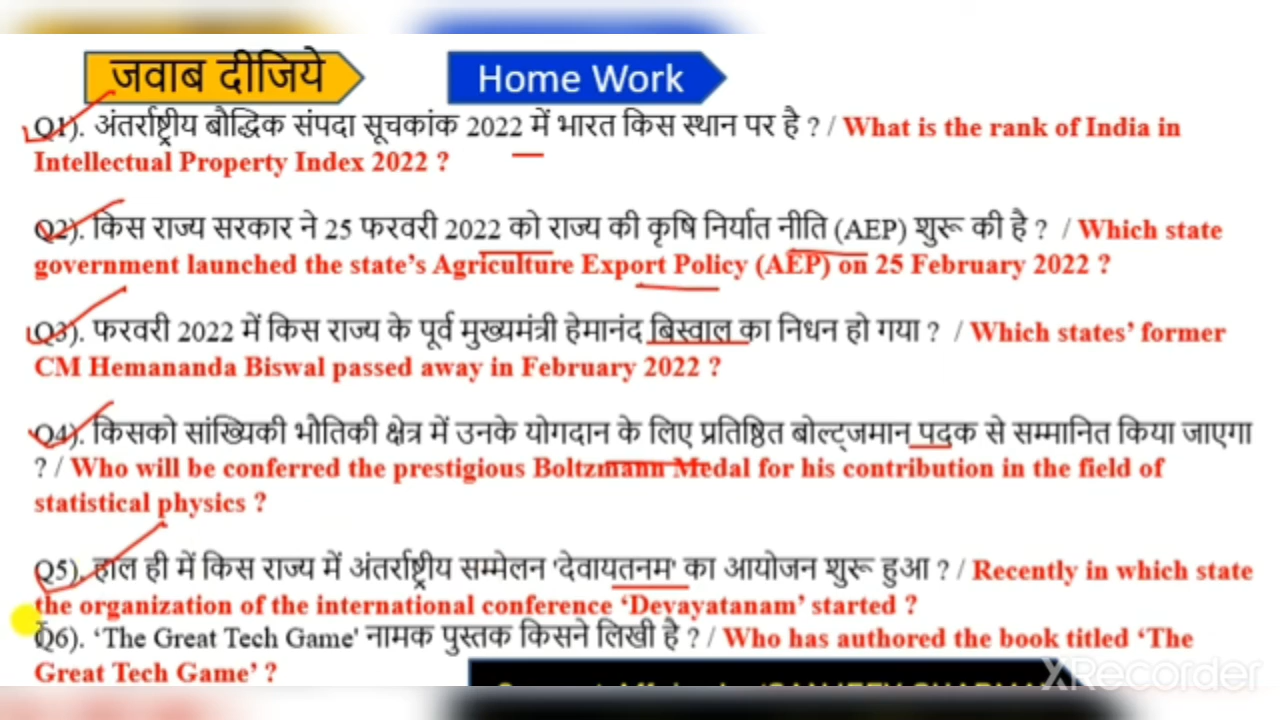 जवाब दीजिये
Home Work
Q1). अंतर्राष्ट्रीय बौद्धिक संपदा सूचकांक 2022 में भारत किस स्थान पर है ? / What is the rank of India in
Intellectual Property Index 2022 ?
Q2). किस राज्य सरकार ने 25 फरवरी 2022 को राज्य की कृषि निर्यात नीति (AEP) शुरू की है ? / Which state
government launched the state's Agriculture Export Policy (AEP) on 25 February 2022 ?
Q3). फरवरी 2022 में किस राज्य के पूर्व मुख्यमंत्री हेमानंद बिस्वाल का निधन हो गया ? / Which states' former
CM Hemananda Biswal passed away in February 2022 ?
Q4). किसको सांख्यिकी भौतिकी क्षेत्र में उनके योगदान के लिए प्रतिष्ठित बोल्ट्जमान पदक से सम्मानित किया जाएगा
? / Who will be conferred the prestigious Boltzmann Medal for his contribution in the field of
statistical physics ?
Q5). हाल ही में किस राज्य में अंतर्राष्ट्रीय सम्मेलन 'देवायतनम' का आयोजन शुरू हुआ ? / Recently in which state
the organization of the international conference 'Devayatanam' started ?
Q6). 'The Great Tech Game' नामक पुस्तक किसने लिखी है ? / Who has authored the book titled 'The
Great Tech Game' ?
XRecorder